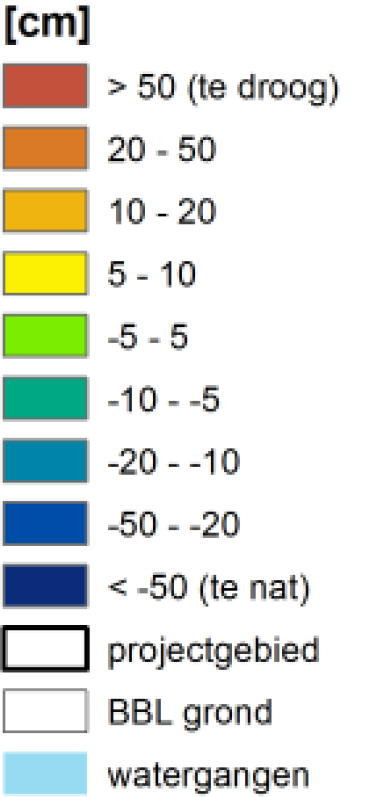 [cm]
> 50 (te droog)
20 - 50
10 - 20
5 - 10
-5 - 5
-10 - -5
-20 - -10
-50 - -20
< -50 (te nat)
projectgebied
BBL grond
watergangen